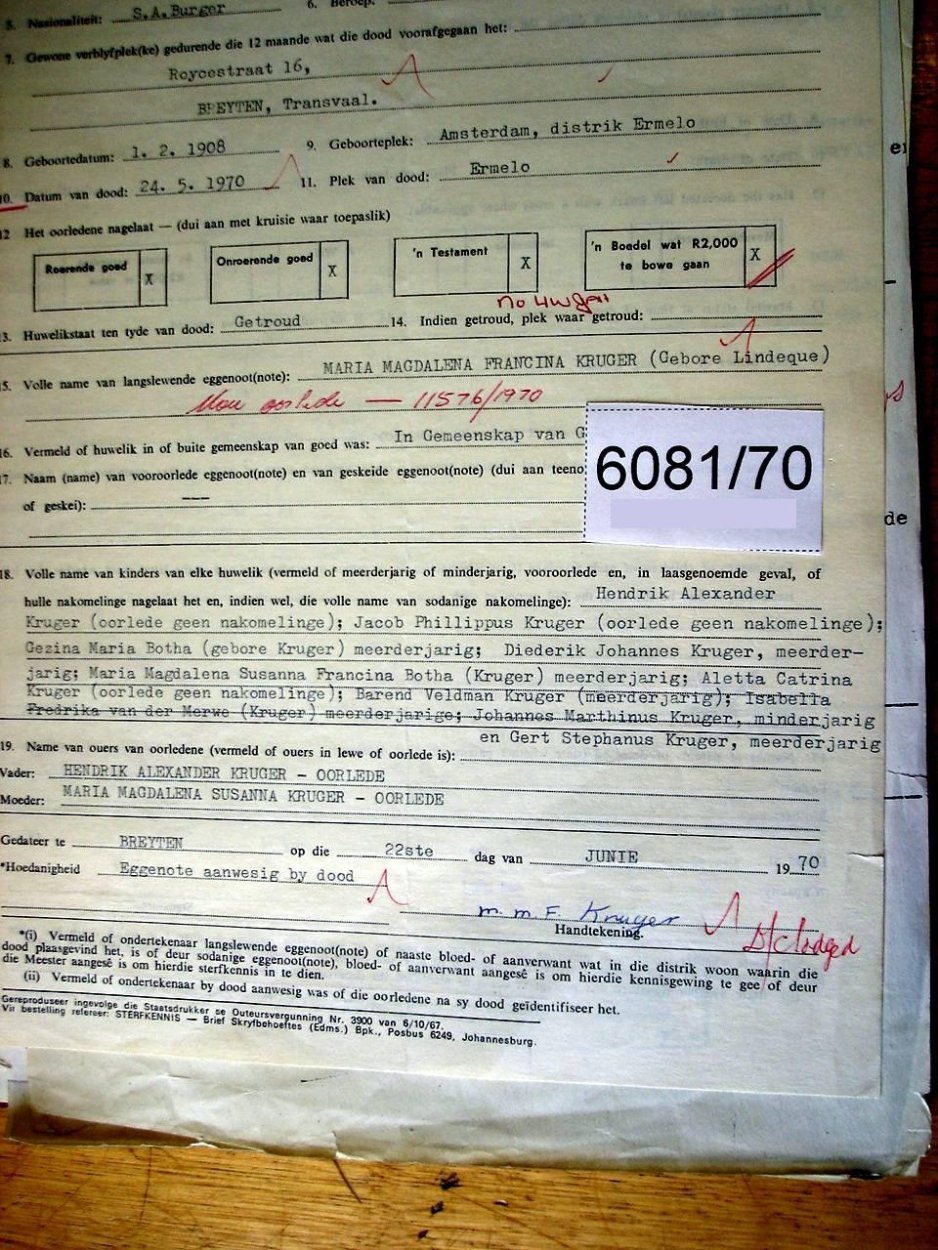 5. Nasionaliteit: S.A.Burger 6. Beroep:
7. Gewone verblyfplek(ke) gedurende die 12 maande wat die dood voorafgegaan het:
Roycestraat 16,
BREYTEN, Transvaal.
8. Geboortedatum: 1. 2. 1908 9. Geboorteplek: Amsterdam, distrik Ermelo
10. Datum van dood: 24. 5. 1970 11. Plek van dood: Ermelo
12 Het oorledene nagelaat — (dui aan met kruisie waar toepaslik)
Roerende goed X Onroerende goed X 'n Testament X 'n Boedel wat R2,000 te bowe gaan X
13. Huwelikstaat ten tyde van dood: Getroud 14. Indien getroud, plek waar getroud:
15. Volle name van langslewende eggenoot(note): MARIA MAGDALENA FRANCINA KRUGER (Gebore Lindeque)
Nou oorlede — 11576/1970
16. Vermeld of huwelik in of buite gemeenskap van goed was: In Gemeenskap van G
6081/70
17. Naam (name) van vooroorlede eggenoot(note) en van geskeide eggenoot(note) (dui aan teeno
of geskei): ---
de
18. Volle name van kinders van elke huwelik (vermeld of meerderjarig of minderjarig, vooroorlede en, in laasgenoemde geval, of
hulle nakomelinge nagelaat het en, indien wel, die volle name van sodanige nakomelinge): Hendrik Alexander
Kruger (oorlede geen nakomelinge); Jacob Phillippus Kruger (oorlede geen nakomelinge);
Gezina Maria Botha (gebore Kruger) meerderjarig; Diederik Johannes Kruger, meerder-
jarig; Maria Magdalena Susanna Francina Botha (Kruger) meerderjarig; Aletta Catrina
Kruger (oorlede geen nakomelinge); Barend Veldman Kruger (meerderjarig); Isabella
Fredrika van der Merwe (Kruger) meerderjarige; Johannes Marthinus Kruger, minderjarig
en Gert Stephanus Kruger, meerderjarig
19. Name van ouers van oorledene (vermeld of ouers in lewe of oorlede is):
Vader: HENDRIK ALEXANDER KRUGER - OORLEDE
Moeder: MARIA MAGDALENA SUSANNA KRUGER - OORLEDE
Gedateer te BREYTEN op die 22ste dag van JUNIE 1970
*Hoedanigheid Eggenote aanwesig by dood
m. m. F. Kruger
Handtekening.
*(i) Vermeld of ondertekenaar langslewende eggenoot(note) of naaste bloed- of aanverwant wat in die distrik woon waarin die
dood plaasgevind het, is of deur sodanige eggenoot(note), bloed- of aanverwant aangesê is om hierdie kennisgewing te gee of deur
die Meester aangesê is om hierdie sterfkennis in te dien.
(ii) Vermeld of ondertekenaar by dood aanwesig was of die oorledene na sy dood geïdentifiseer het.
Gereproduseer ingevolge die Staatsdrukker se Outeursvergunning Nr. 3900 van 6/10/67.
Vir bestelling refereer: STERFKENNIS — Brief Skryfbehoeftes (Edms.) Bpk., Posbus 6249, Johannesburg.